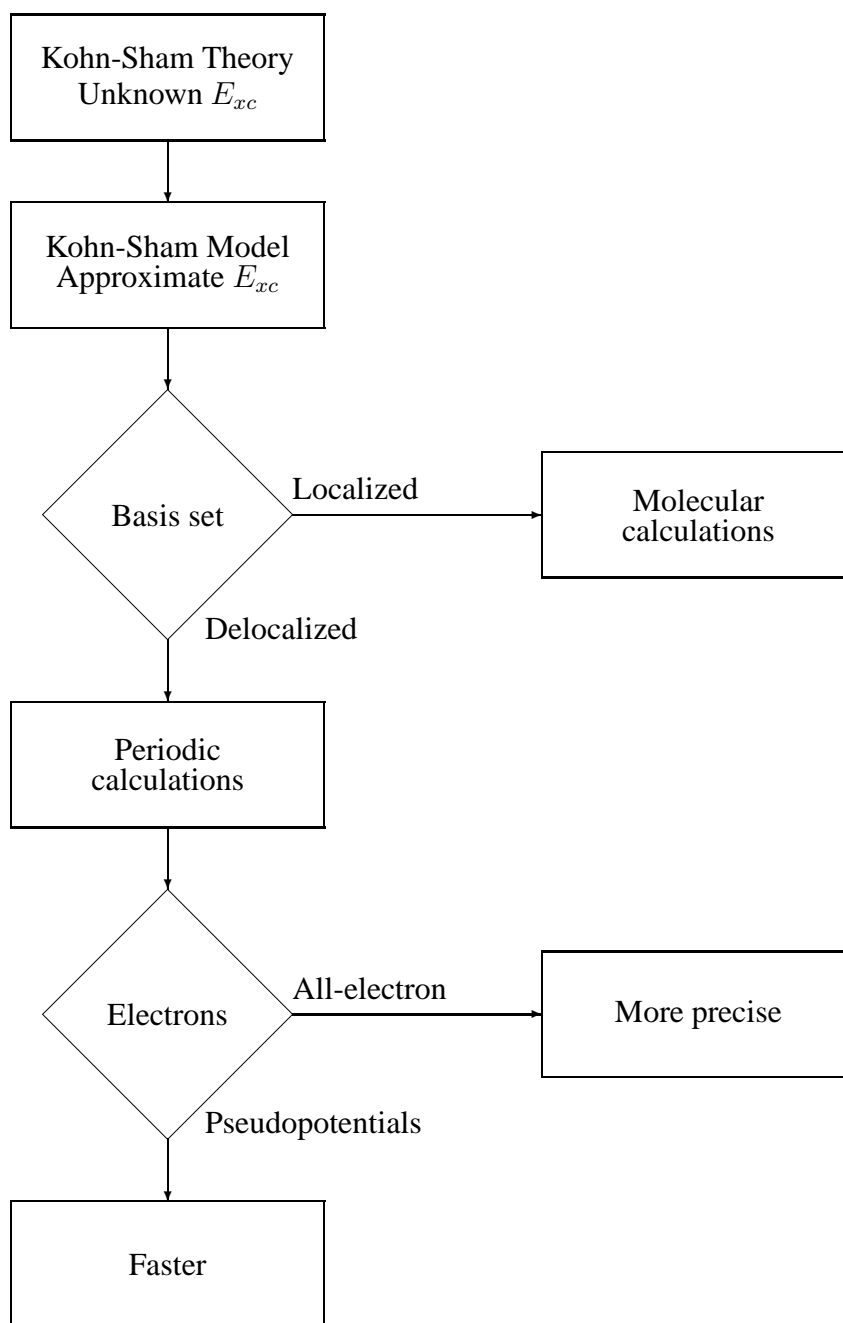 Kohn-Sham Theory
Unknown E_xc
Kohn-Sham Model
Approximate E_xc
Localized
Basis set
Molecular
calculations
Delocalized
Periodic
calculations
All-electron
Electrons
More precise
Pseudopotentials
Faster